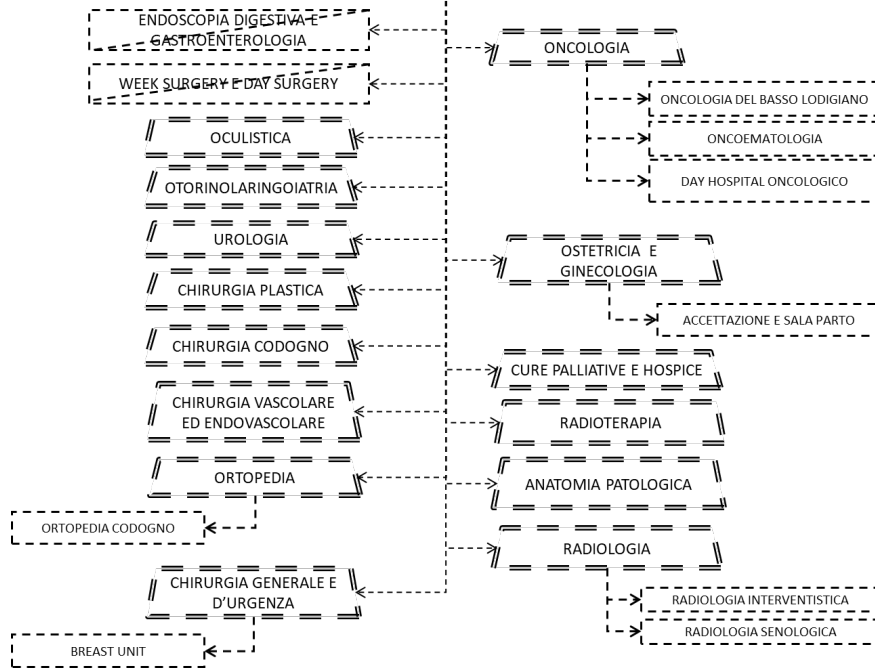 ENDOSCOPIA DIGESTIVA E
GASTROENTEROLOGIA
WEEK SURGERY E DAY SURGERY
OCULISTICA
OTORINOLARINGOIATRIA
UROLOGIA
CHIRURGIA PLASTICA
CHIRURGIA CODOGNO
CHIRURGIA VASCOLARE
ED ENDOVASCOLARE
ORTOPEDIA
ORTOPEDIA CODOGNO
CHIRURGIA GENERALE E
D'URGENZA
BREAST UNIT
ONCOLOGIA
ONCOLOGIA DEL BASSO LODIGIANO
ONCOEMATOLOGIA
DAY HOSPITAL ONCOLOGICO
OSTETRICIA E
GINECOLOGIA
ACCETTAZIONE E SALA PARTO
CURE PALLIATIVE E HOSPICE
RADIOTERAPIA
ANATOMIA PATOLOGICA
RADIOLOGIA
RADIOLOGIA INTERVENTISTICA
RADIOLOGIA SENOLOGICA